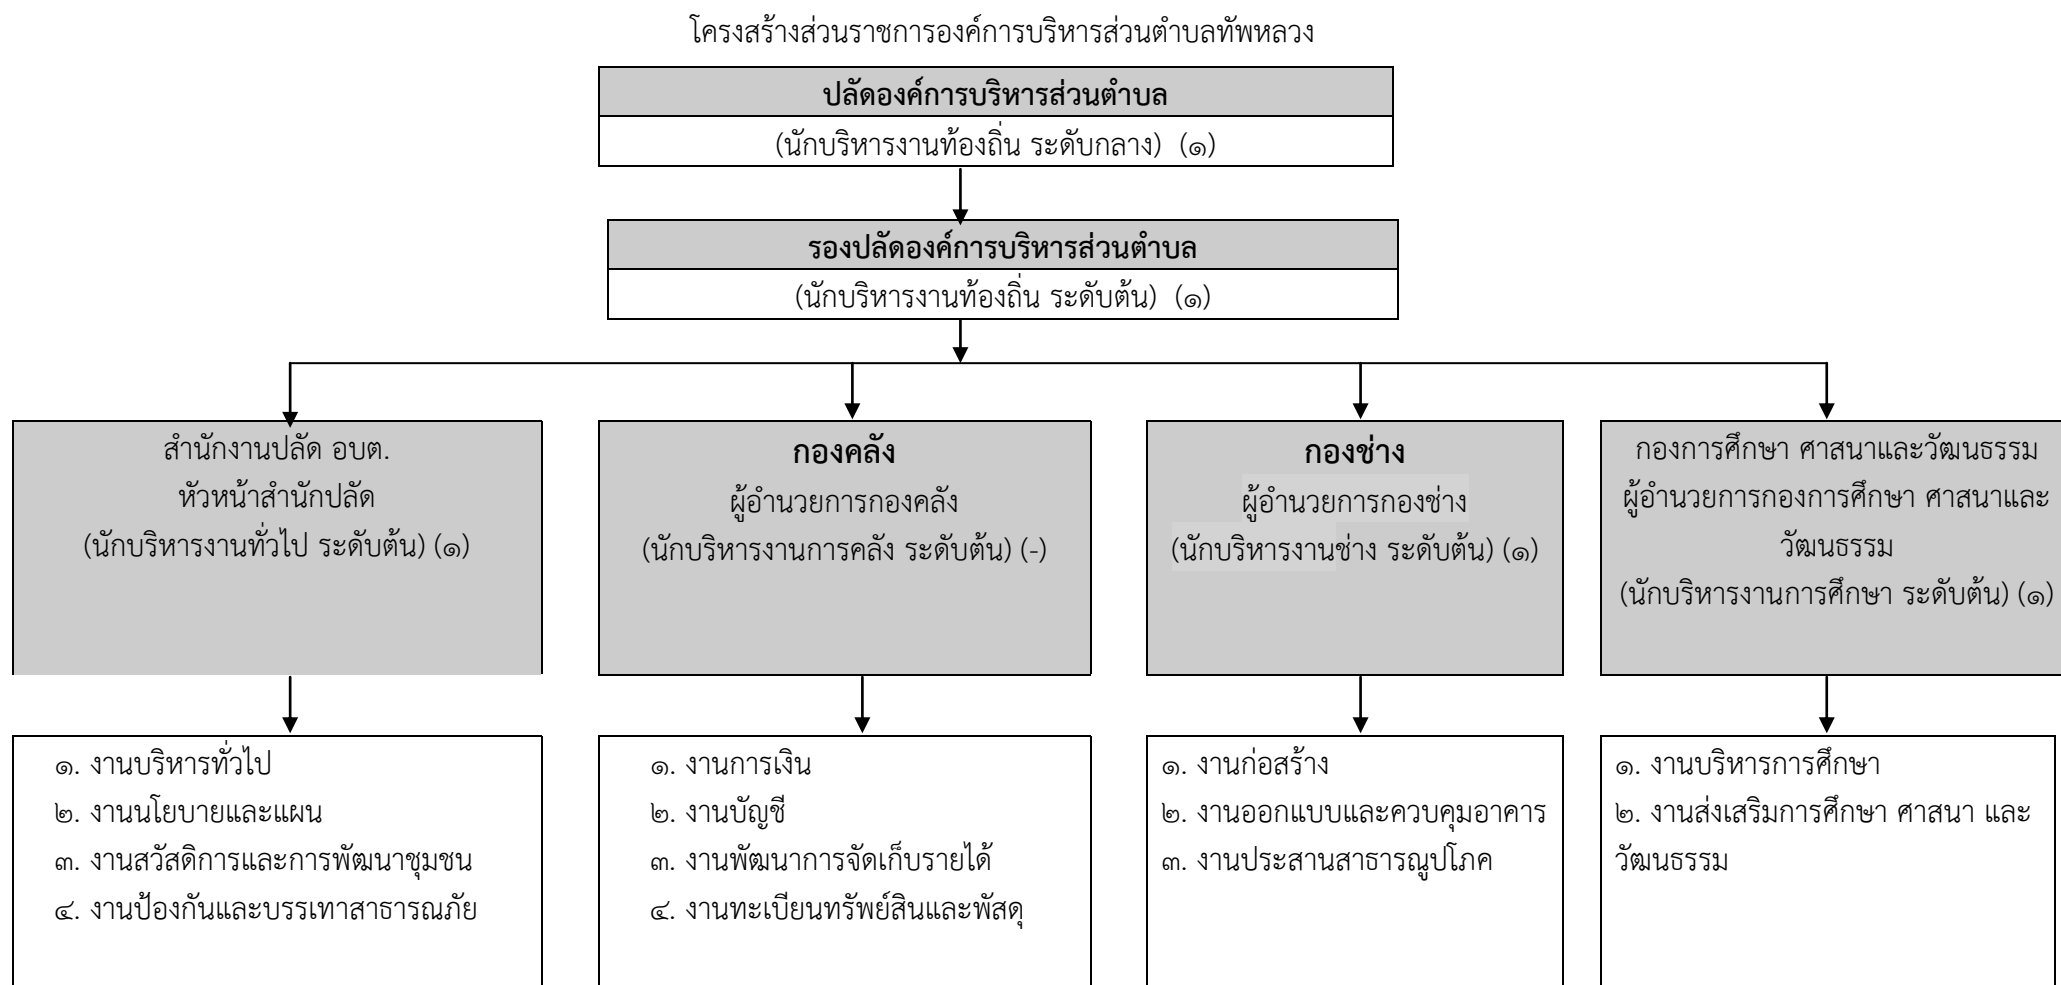 โครงสร้างส่วนราชการองค์การบริหารส่วนตำบลทัพหลวง
ปลัดองค์การบริหารส่วนตำบล
(นักบริหารงานท้องถิ่น ระดับกลาง) (๑)
รองปลัดองค์การบริหารส่วนตำบล
(นักบริหารงานท้องถิ่น ระดับต้น) (๑)
สำนักงานปลัด อบต.
หัวหน้าสำนักปลัด
(นักบริหารงานทั่วไป ระดับต้น) (๑)
กองคลัง
ผู้อำนวยการกองคลัง
(นักบริหารงานการคลัง ระดับต้น) (-)
กองช่าง
ผู้อำนวยการกองช่าง
(นักบริหารงานช่าง ระดับต้น) (๑)
กองการศึกษา ศาสนาและวัฒนธรรม
ผู้อำนวยการกองการศึกษา ศาสนาและ
วัฒนธรรม
(นักบริหารงานการศึกษา ระดับต้น) (๑)
๑. งานบริหารทั่วไป
๒. งานนโยบายและแผน
๓. งานสวัสดิการและการพัฒนาชุมชน
๔. งานป้องกันและบรรเทาสาธารณภัย
๑. งานการเงิน
๒. งานบัญชี
๓. งานพัฒนาการจัดเก็บรายได้
๔. งานทะเบียนทรัพย์สินและพัสดุ
๑. งานก่อสร้าง
๒. งานออกแบบและควบคุมอาคาร
๓. งานประสานสาธารณูปโภค
๑. งานบริหารการศึกษา
๒. งานส่งเสริมการศึกษา ศาสนา และ
วัฒนธรรม